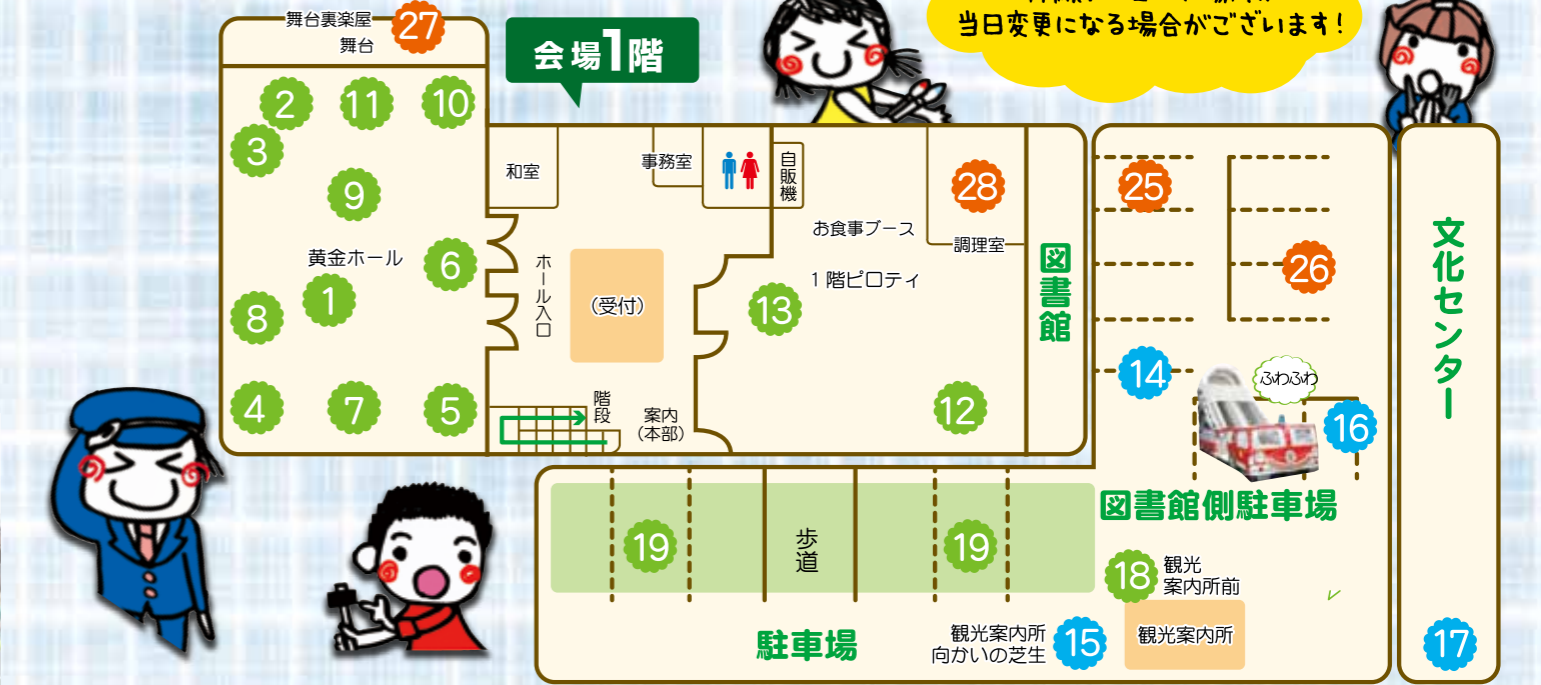 当日変更になる場合がございます!
舞台裏楽屋
27
舞台
会場1階
2
11
10
3
9
黄金ホール
6
1
8
4
7
5
和室
事務室
自販機
ホール入口
(受付)
階段
案内
(本部)
お食事ブース
28
調理室
1階ピロティ
13
12
図書館
25
26
14
ふわふわ
16
図書館側駐車場
文化センター
17
19
歩道
19
18
観光
案内所前
駐車場
観光案内所
向かいの芝生
15
観光案内所